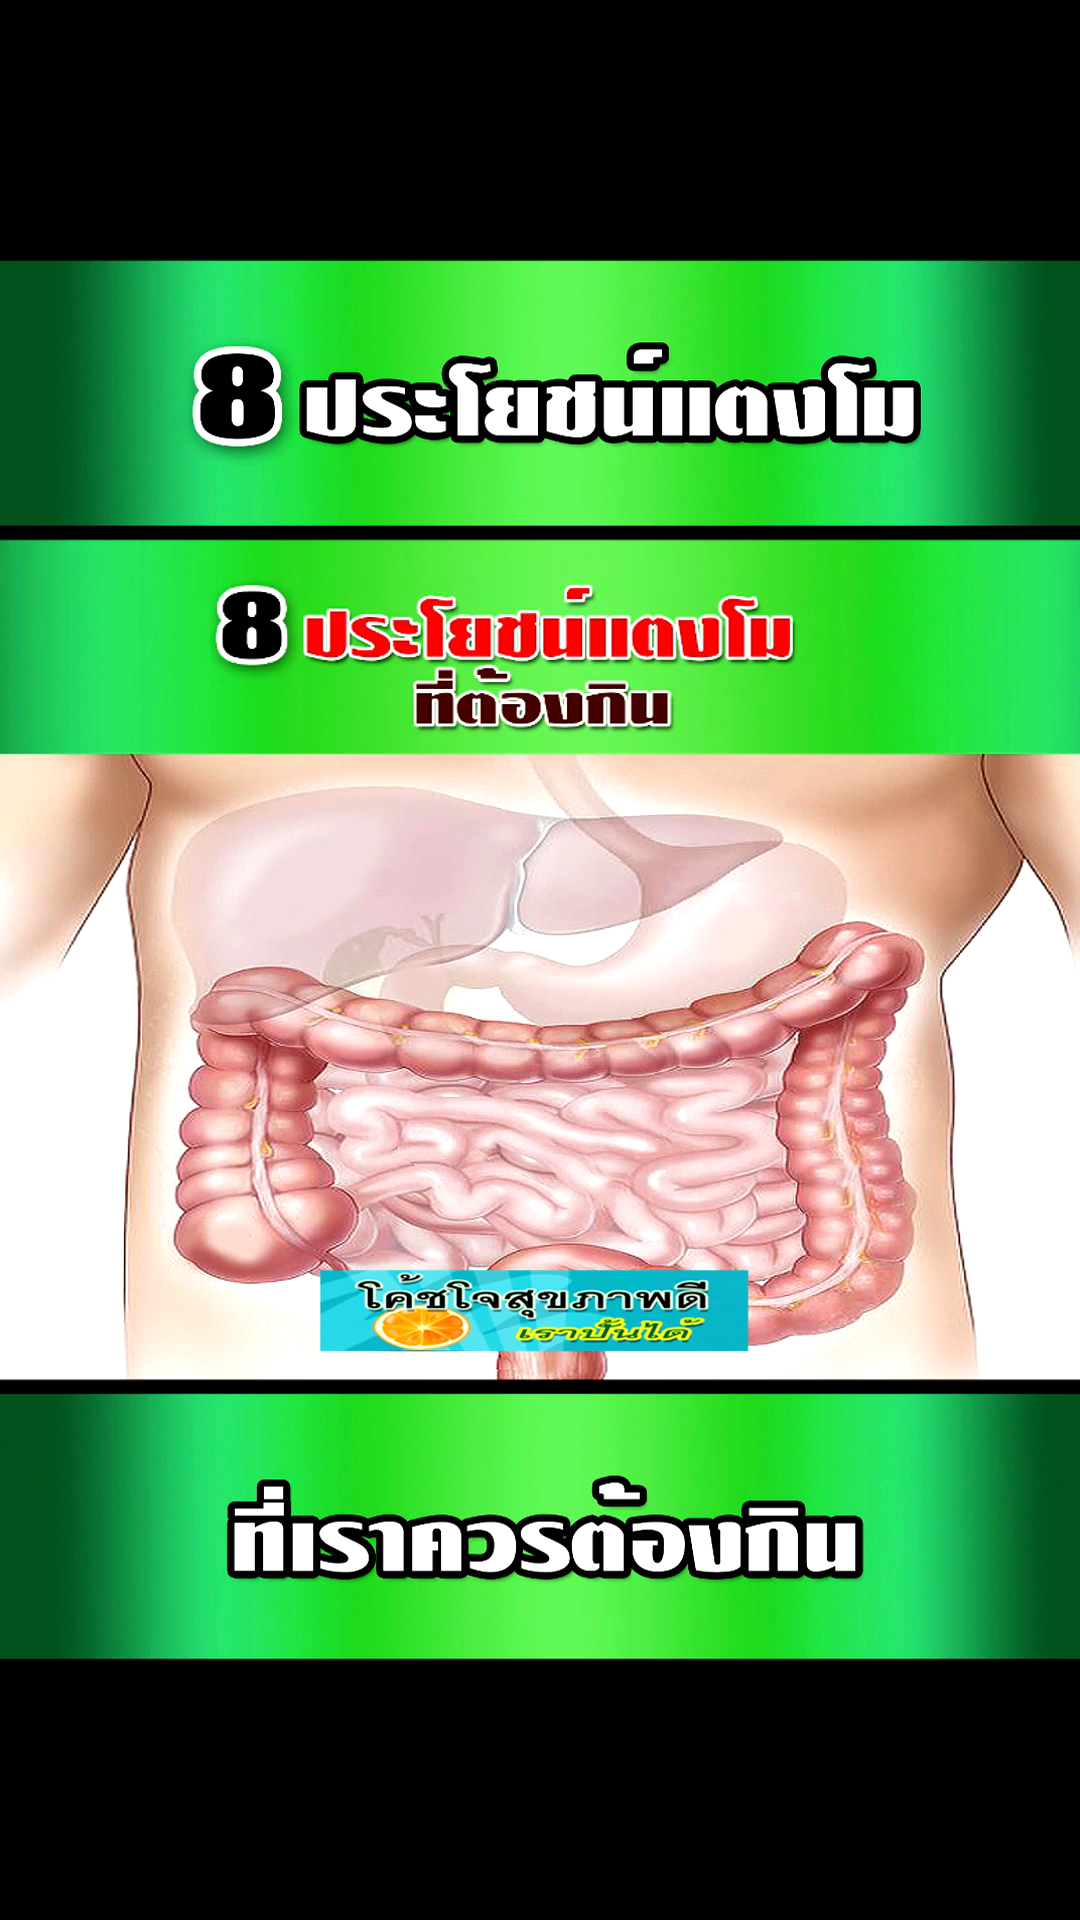 8 ประโยชน์แตงโม
8 ประโยชน์แตงโม
ที่ต้องกิน
โค้ชโจสุขภาพดี
เราปั้นได้
ที่เราควรต้องกิน